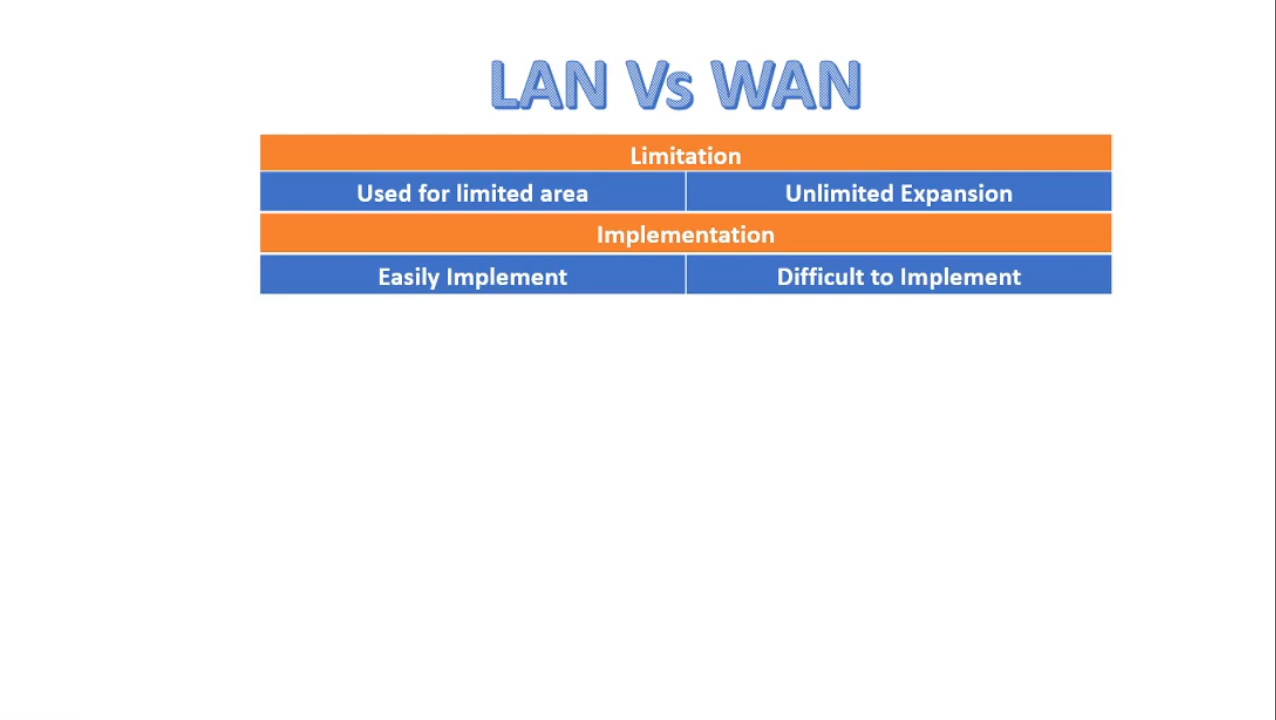 LAN Vs WAN
Limitation
Used for limited area Unlimited Expansion
Implementation
Easily Implement Difficult to Implement